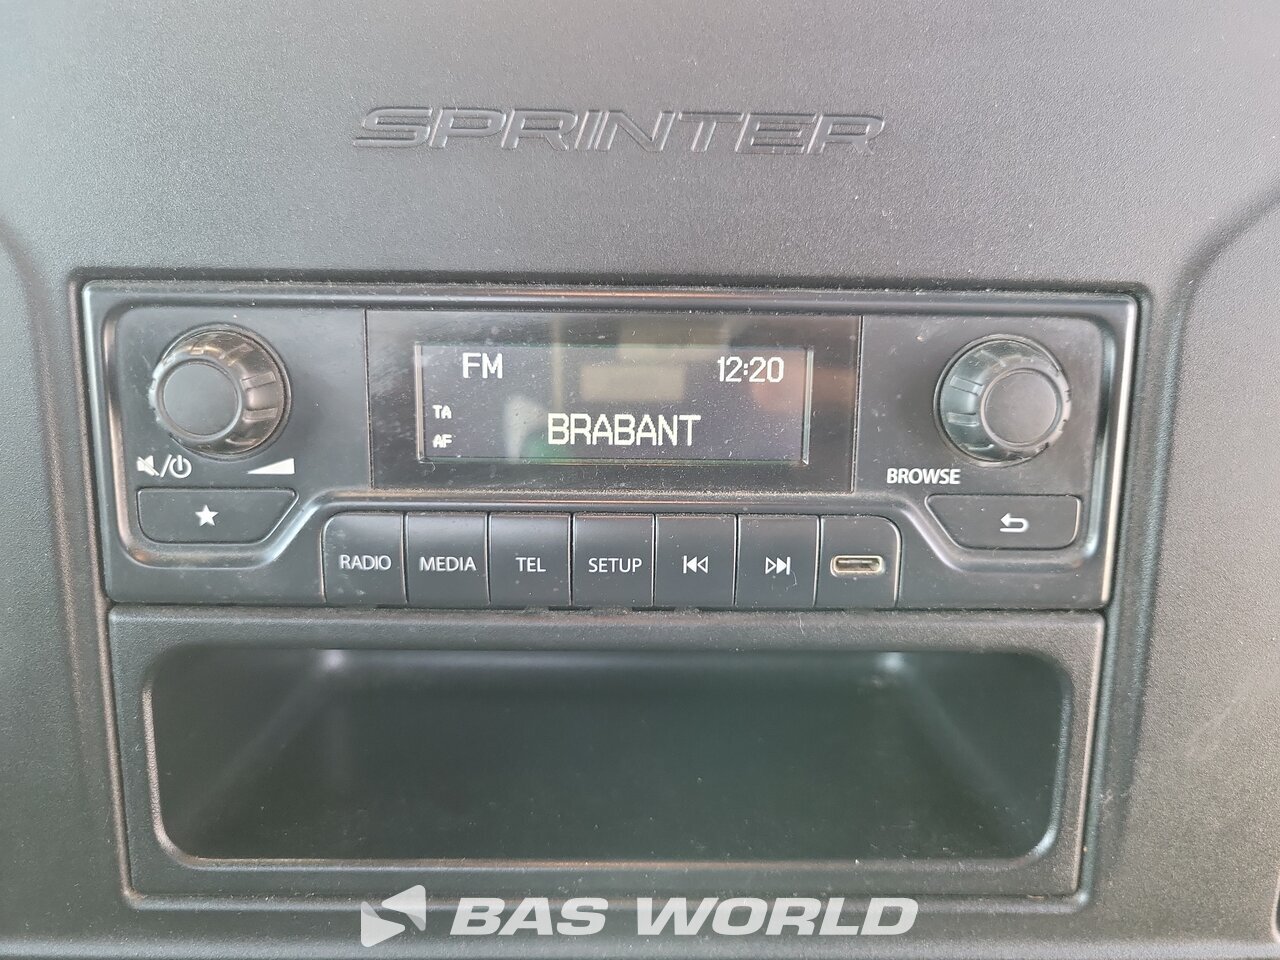 SPRINTER
FM 12:20
TA
BRABANT
AF
BROWSE
RADIO MEDIA TEL SETUP
BAS WORLD